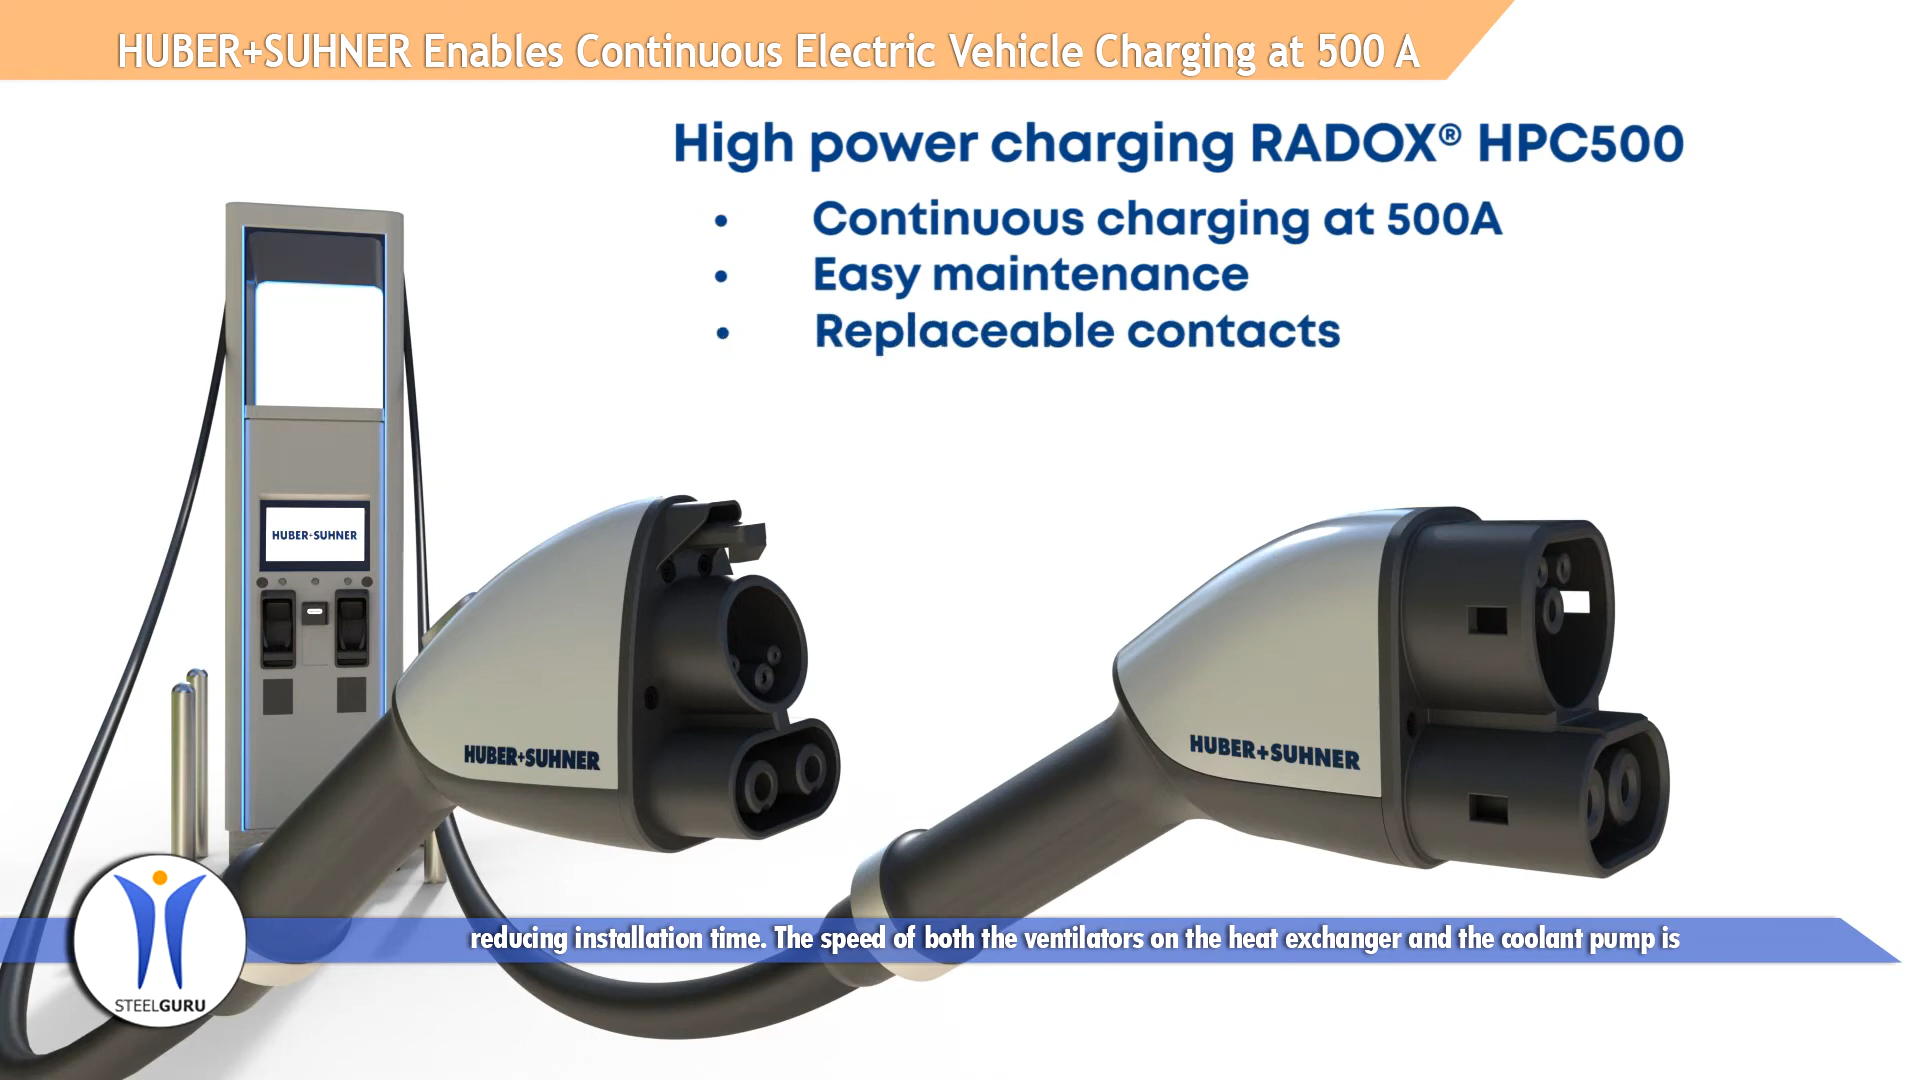 HUBER+SUHNER Enables Continuous Electric Vehicle Charging at 500 A
High power charging RADOX® HPC500
• Continuous charging at 500A
• Easy maintenance
• Replaceable contacts
HUBER+SUHNER
HUBER+SUHNER
HUBER+SUHNER
reducing installation time. The speed of both the ventilators on the heat exchanger and the coolant pump is
STEELGURU